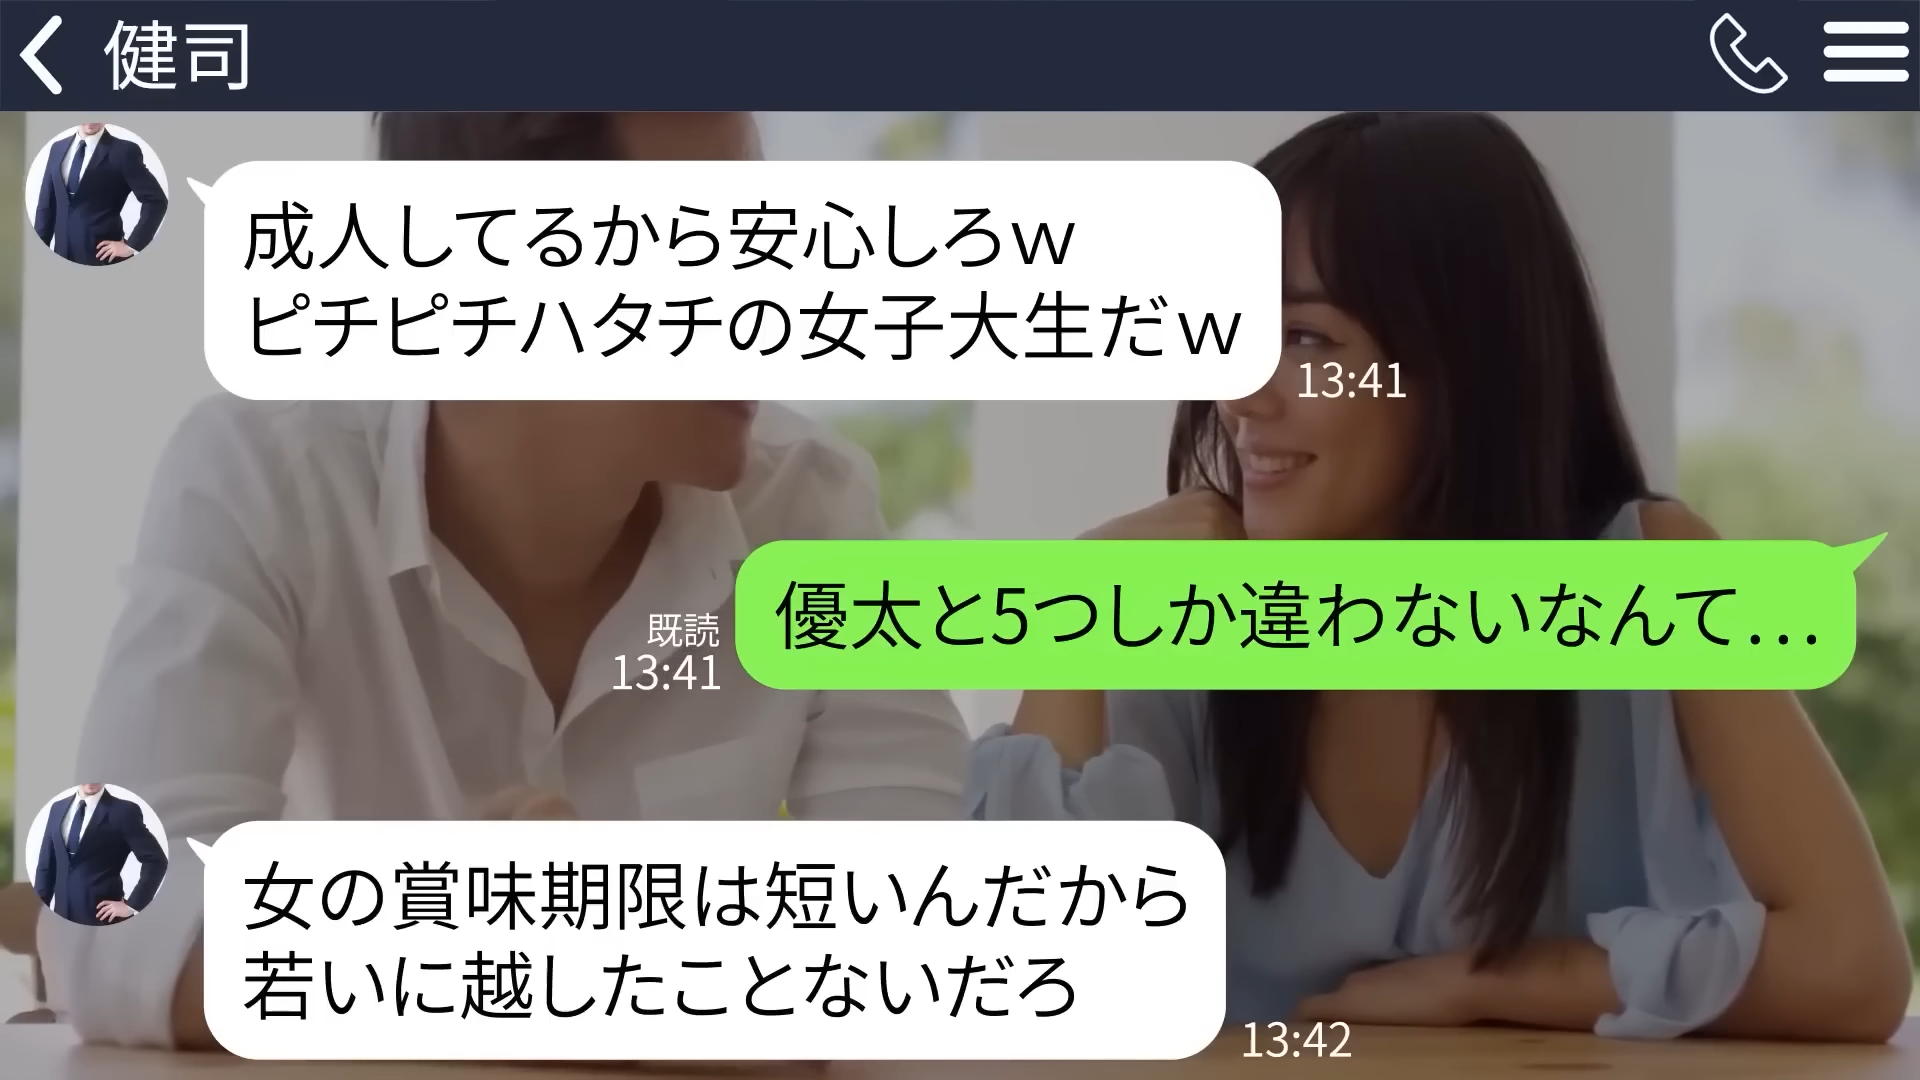 健司
成人してるから安心しろｗ
ピチピチハタチの女子大生だｗ
13:41
優太と5つしか違わないなんて…
既読
13:41
女の賞味期限は短いんだから
若いに越したことないだろ
13:42